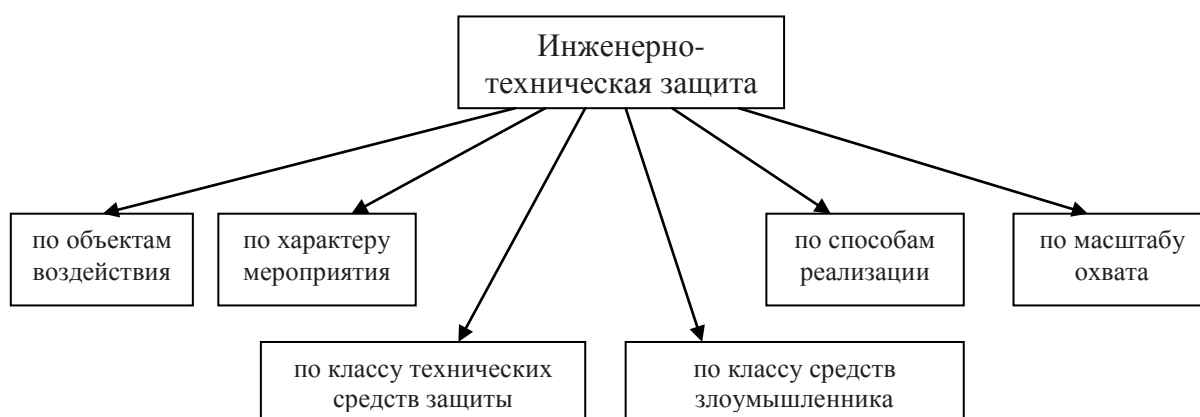 Инженерно-
техническая защита
по объектам
воздействия
по характеру
мероприятия
по способам
реализации
по масштабу
охвата
по классу технических
средств защиты
по классу средств
злоумышленника